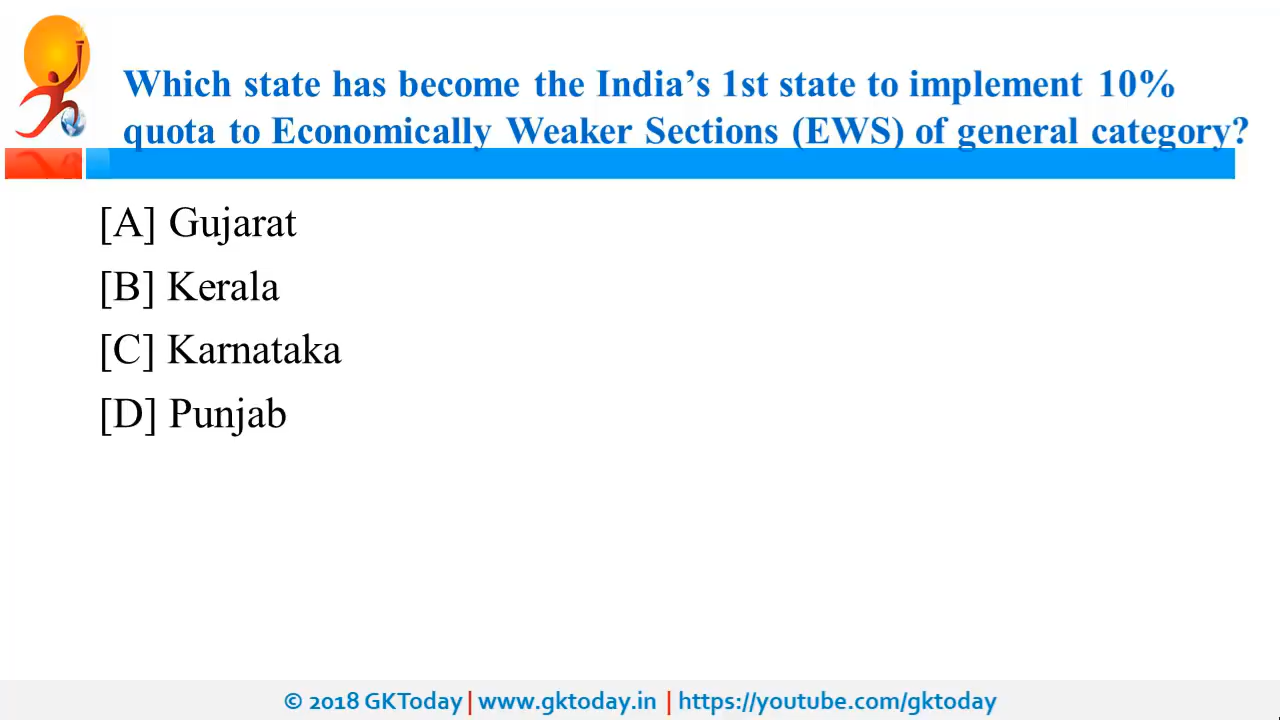 Which state has become the India’s 1st state to implement 10%
quota to Economically Weaker Sections (EWS) of general category?
[A] Gujarat
[B] Kerala
[C] Karnataka
[D] Punjab
© 2018 GKToday | www.gktoday.in | https://youtube.com/gktoday